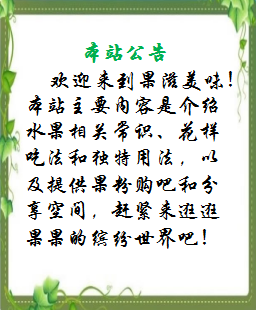 本站公告
欢迎来到果滋美味！
本站主要内容是介绍
水果相关常识、花样
吃法和独特用法，以
及提供果粉购吧和分
享空间，赶紧来逛逛
果果的缤纷世界吧！